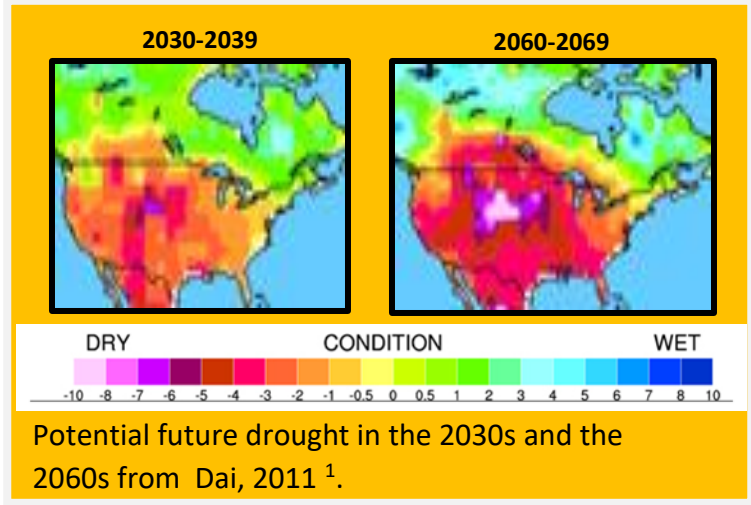 2030-2039 2060-2069
DRY CONDITION WET
-10 -8 -7 -6 -5 -4 -3 -2 -1 -0.5 0 0.5 1 2 3 4 5 6 7 8 10
Potential future drought in the 2030s and the
2060s from Dai, 2011 1.